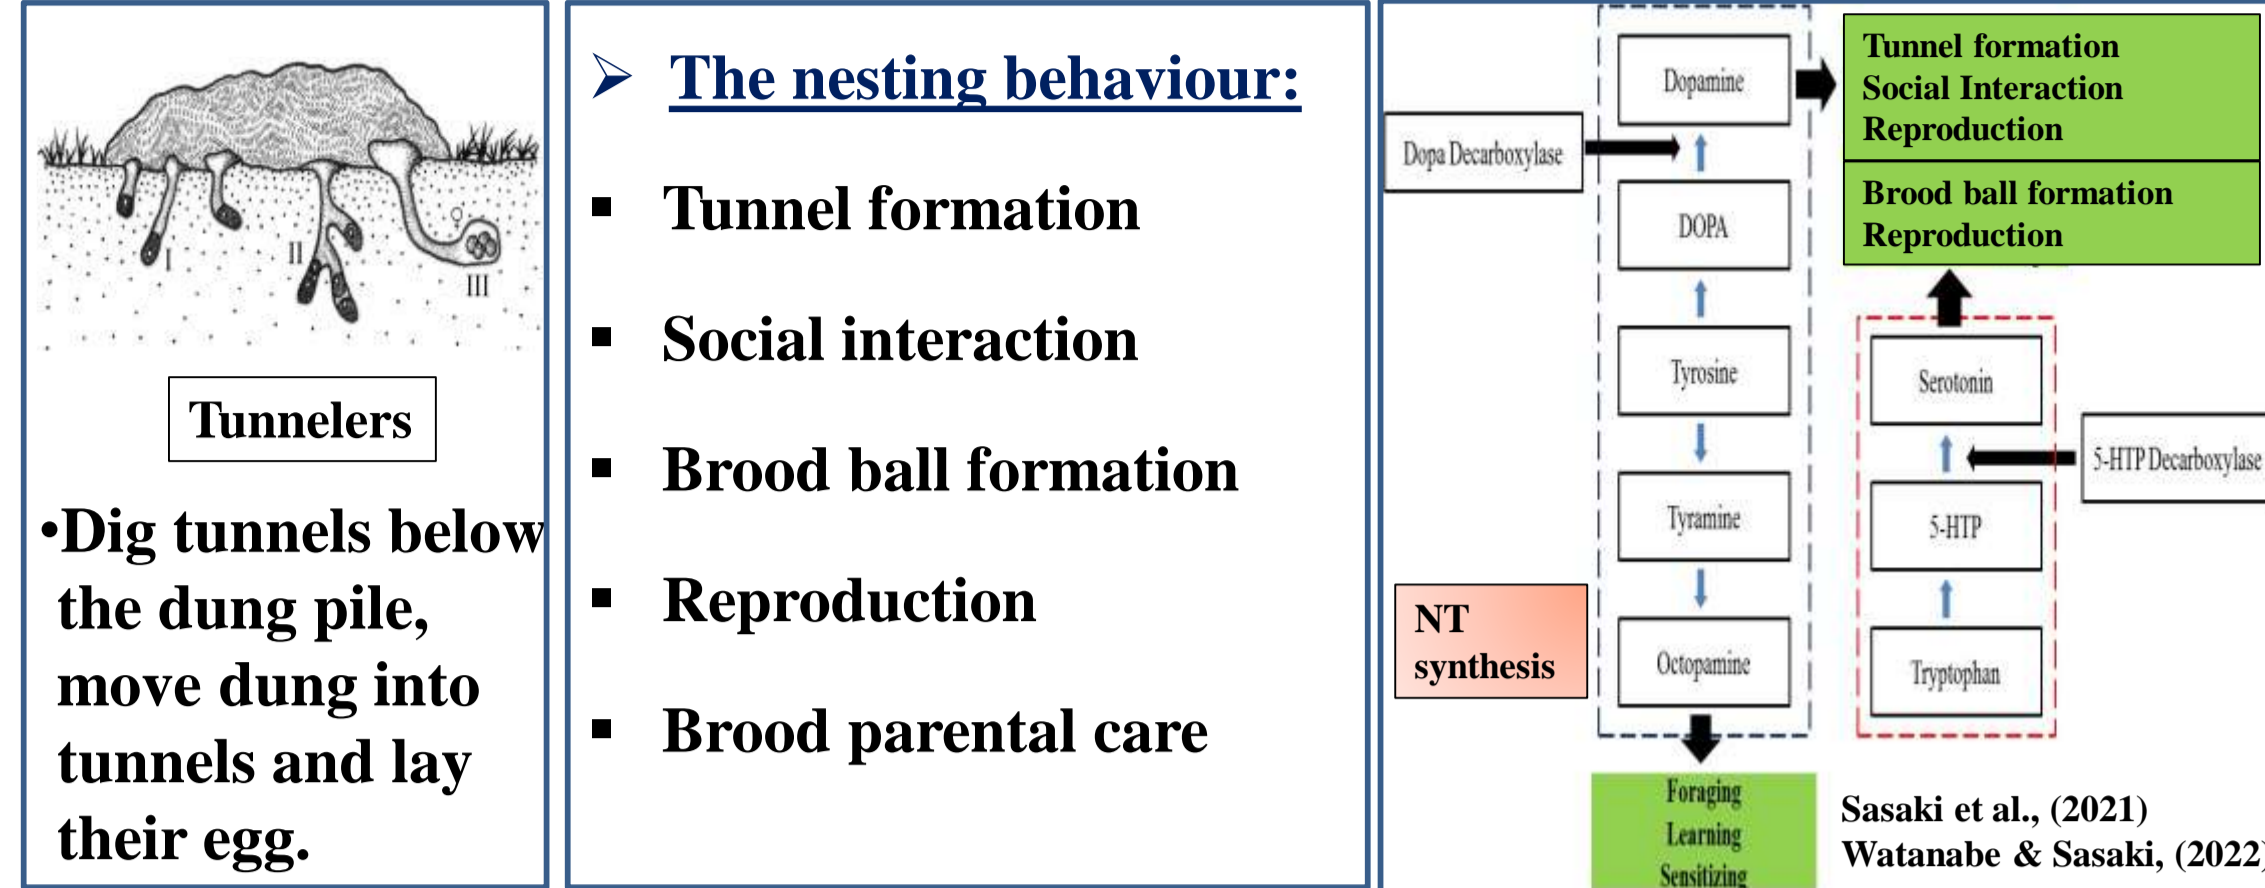 I
II
III
♀
Tunnelers
•Dig tunnels below
the dung pile,
move dung into
tunnels and lay
their egg.
➢ The nesting behaviour:
▪ Tunnel formation
▪ Social interaction
▪ Brood ball formation
▪ Reproduction
▪ Brood parental care
Dopamine
Dopa Decarboxylase
DOPA
Tyrosine
Tyramine
Octopamine
NT
synthesis
Foraging
Learning
Sensitizing
Tunnel formation
Social Interaction
Reproduction
Brood ball formation
Reproduction
Serotonin
5-HTP Decarboxylase
5-HTP
Tryptophan
Sasaki et al., (2021)
Watanabe & Sasaki, (2022)